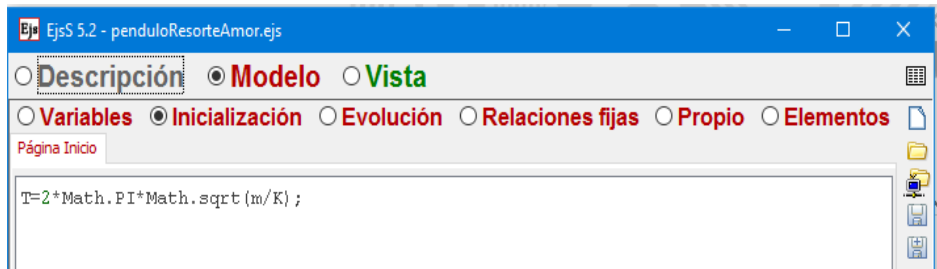 EjsS 5.2 - penduloResorteAmor.ejs
Descripción Modelo Vista
Variables Inicialización Evolución Relaciones fijas Propio Elementos
Página Inicio
T=2*Math.PI*Math.sqrt(m/K);